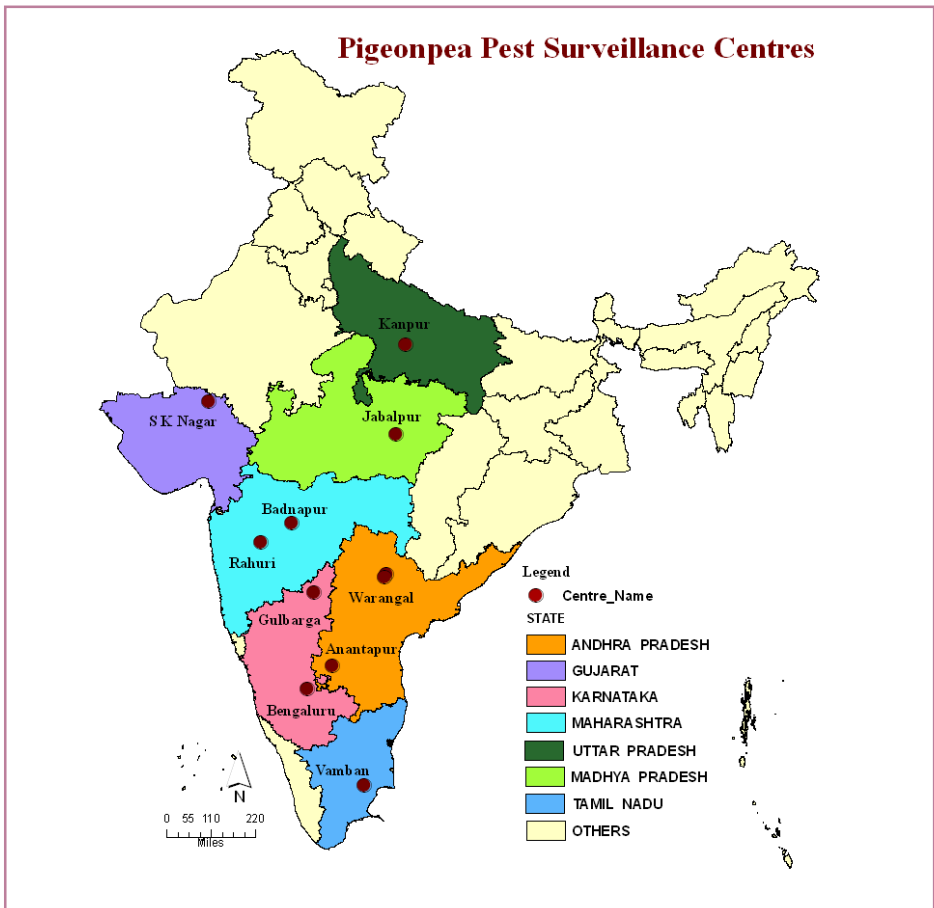 Pigeonpea Pest Surveillance Centres
Kanpur
S K Nagar
Jabalpur
Badnapur
Rahuri
Warangal
Gulbarga
Anantapur
Bengaluru
Vamban
N
0 55 110 220
Miles
Legend
Centre_Name
STATE
ANDHRA PRADESH
GUJARAT
KARNATAKA
MAHARASHTRA
UTTAR PRADESH
MADHYA PRADESH
TAMIL NADU
OTHERS